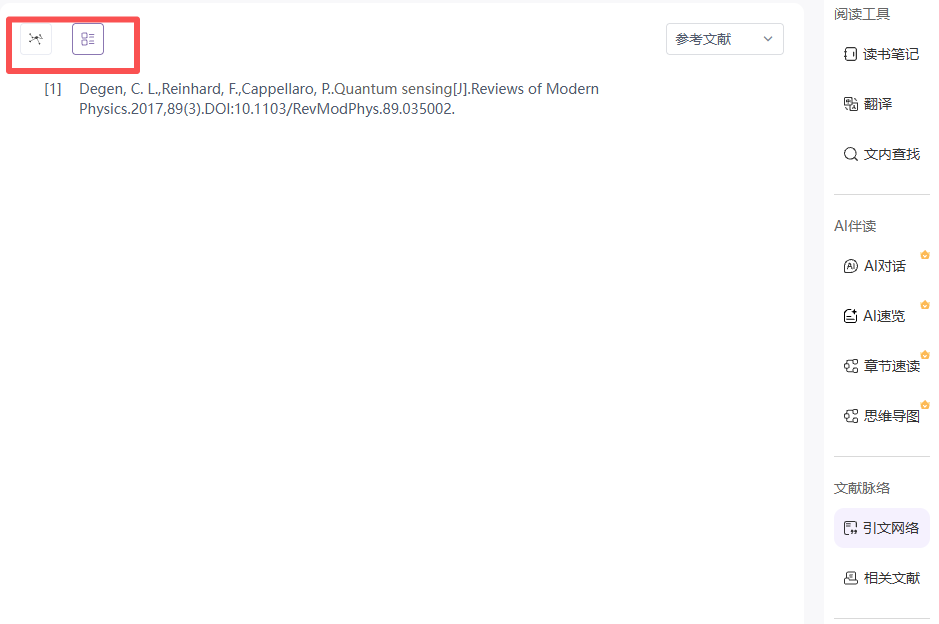 参考文献
[1] Degen, C. L.,Reinhard, F.,Cappellaro, P..Quantum sensing[J].Reviews of Modern
Physics.2017,89(3).DOI:10.1103/RevModPhys.89.035002.
阅读工具
读书笔记
翻译
文内查找
AI伴读
AI对话
AI速览
章节速读
思维导图
文献脉络
引文网络
相关文献